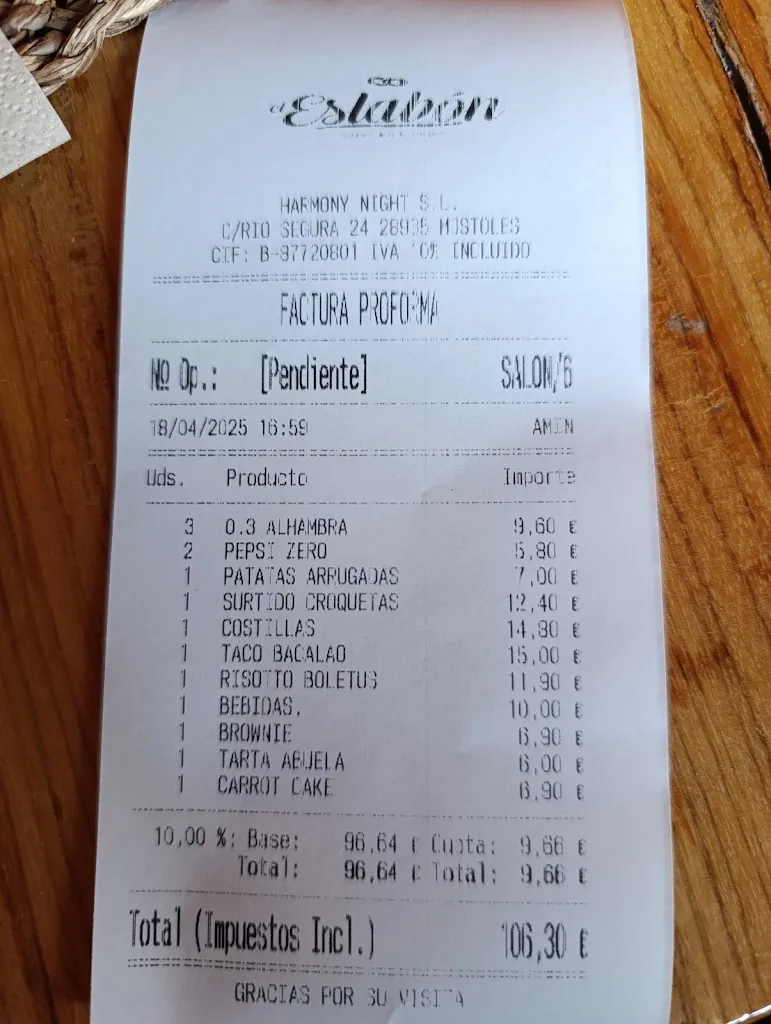 el Eslabón
HARMONY NIGHT S.L.
C/RIO SEGURA 24 28935 MOSTOLES
CIF: B-87720801 IVA 10% INCLUIDO
FACTURA PROFORMA
Nº Op.: [Pendiente] SALON/6
18/04/2025 16:59 AMIN
Uds. Producto Importe
3 0.3 ALHAMBRA 9,60 €
2 PEPSI ZERO 5,80 €
1 PATATAS ARRUGADAS 7,00 €
1 SURTIDO CROQUETAS 12,40 €
1 COSTILLAS 14,80 €
1 TACO BACALAO 15,00 €
1 RISOTTO BOLETUS 11,90 €
1 BEBIDAS. 10,00 €
1 BROWNIE 6,90 €
1 TARTA ABUELA 6,00 €
1 CARROT CAKE 6,90 €
10,00 %: Base: 96,64 € Cuota: 9,66 €
Total: 96,64 € Total: 9,66 €
Total (Impuestos Incl.) 106,30 €
GRACIAS POR SU VISITA